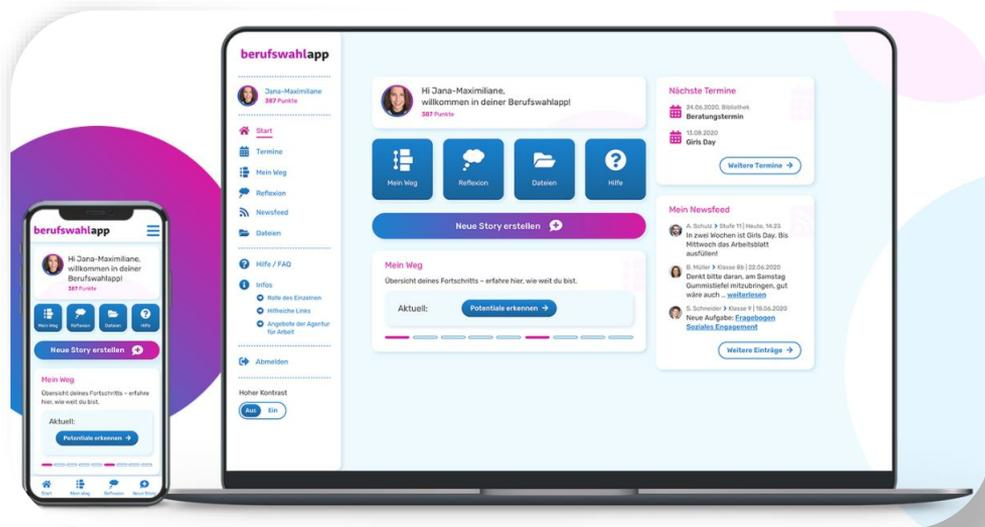 berufswahlapp
Jana-Maximiliane
387 Punkte
Start
Termine
Mein Weg
Reflexion
Newsfeed
Dateien
Hilfe / FAQ
Infos
Rolle des Einzelnen
Hilfreiche Links
Angebote der Agentur
für Arbeit
Abmelden
Hoher Kontrast
Aus Ein
Hi Jana-Maximiliane,
willkommen in deiner Berufswahlapp!
387 Punkte
Mein Weg
Reflexion
Dateien
Hilfe
Neue Story erstellen
Mein Weg
Übersicht deines Fortschritts – erfahre hier, wie weit du bist.
Aktuell:
Potentiale erkennen
Nächste Termine
24.06.2020, Bibliothek
Beratungstermin
13.08.2020
Girls Day
Weitere Termine
Mein Newsfeed
A. Schulz > Stufe 11 | Heute, 14.23
In zwei Wochen ist Girls Day. Bis
Mittwoch das Arbeitsblatt
ausfüllen!
B. Müller > Klasse 8b | 22.06.2020
Denkt bitte daran, am Samstag
Gummistiefel mitzubringen, gut
wäre auch ... weiterlesen
S. Schneider > Klasse 9 | 18.06.2020
Neue Aufgabe: Fragebogen
Soziales Engagement
Weitere Einträge
berufswahlapp
Hi Jana-Maximiliane,
willkommen in deiner
Berufswahlapp!
387 Punkte
Mein Weg
Reflexion
Dateien
Hilfe
Neue Story erstellen
Mein Weg
Übersicht deines Fortschritts – erfahre
hier, wie weit du bist.
Aktuell:
Potentiale erkennen
Start
Mein Weg
Reflexion
Neue Story